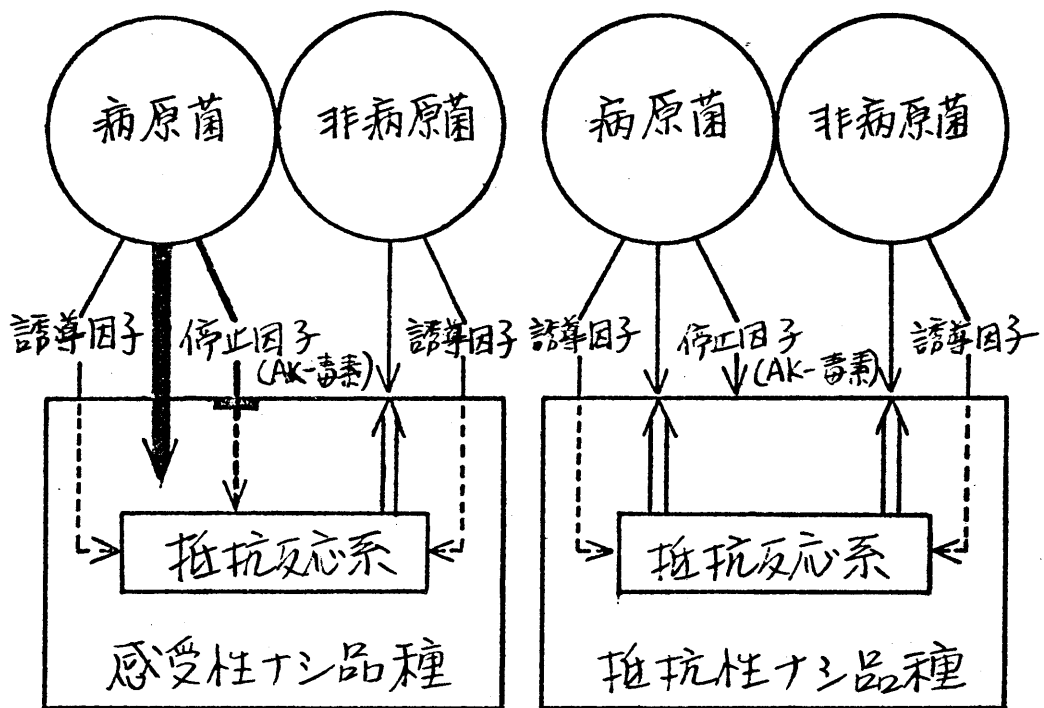 病原菌
非病原菌
誘導因子
停止因子
(AK-毒素)
誘導因子
抵抗反応系
感受性ナシ品種
病原菌
非病原菌
誘導因子
停止因子
(AK-毒素)
誘導因子
抵抗反応系
抵抗性ナシ品種